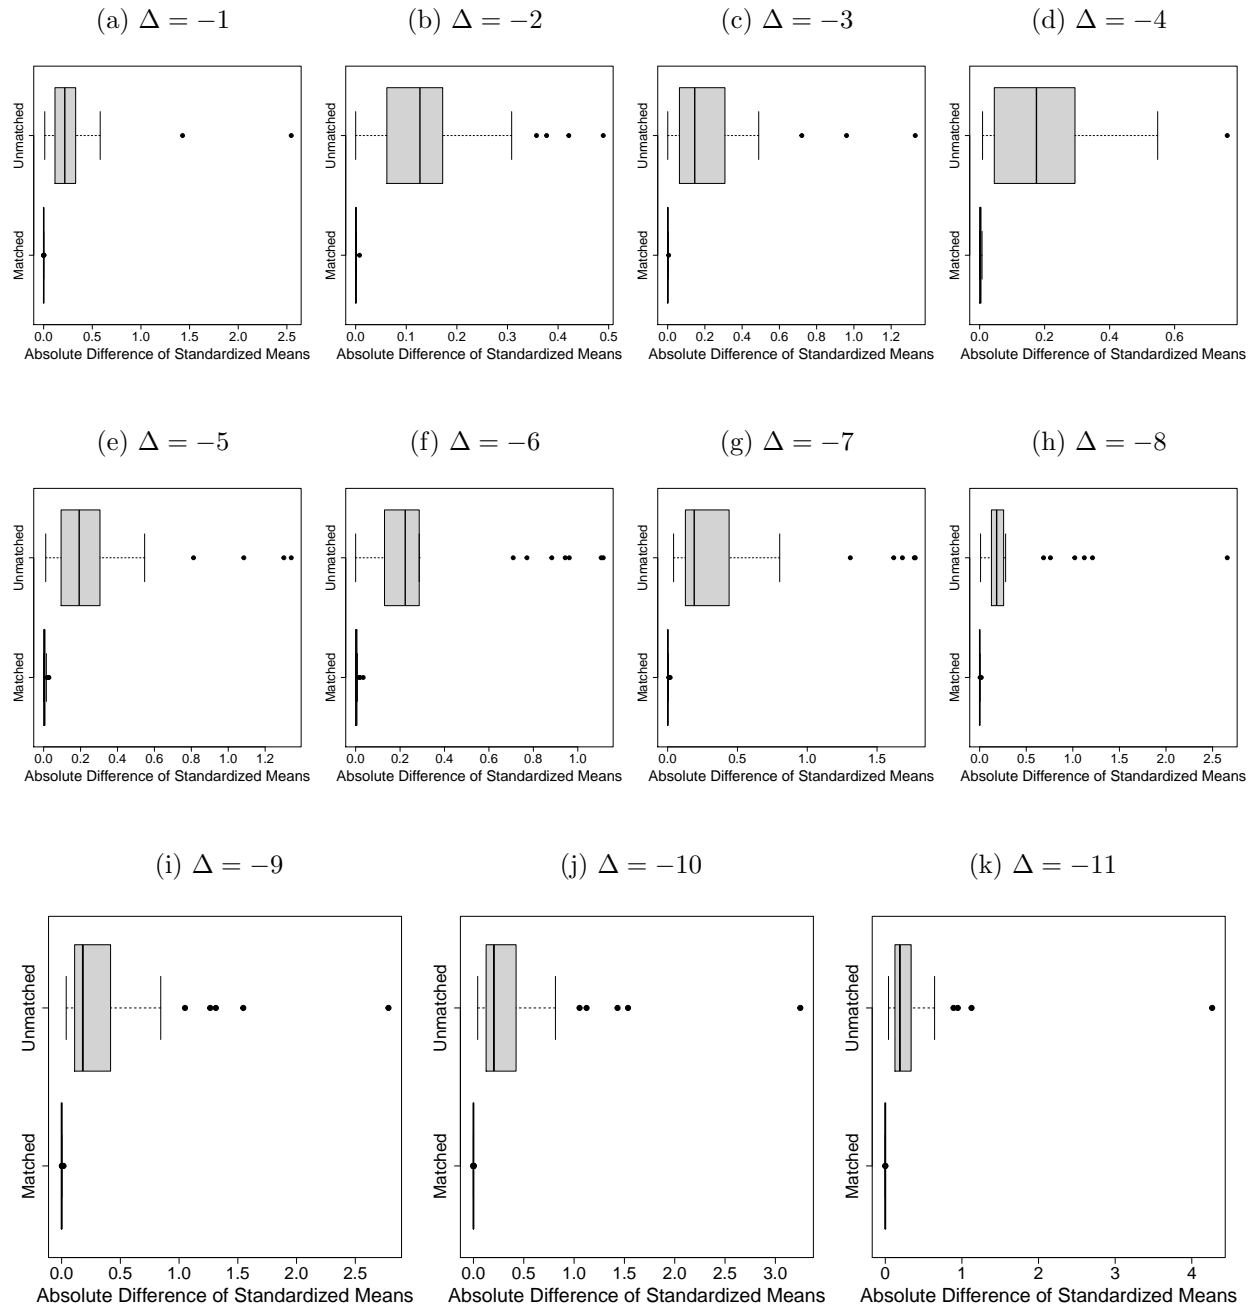 (a) Δ = −1
(b) Δ = −2
(c) Δ = −3
(d) Δ = −4
Unmatched
Matched
0.0 0.5 1.0 1.5 2.0 2.5
Absolute Difference of Standardized Means
Unmatched
Matched
0.0 0.1 0.2 0.3 0.4 0.5
Absolute Difference of Standardized Means
Unmatched
Matched
0.0 0.2 0.4 0.6 0.8 1.0 1.2
Absolute Difference of Standardized Means
Unmatched
Matched
0.0 0.2 0.4 0.6
Absolute Difference of Standardized Means
(e) Δ = −5
(f) Δ = −6
(g) Δ = −7
(h) Δ = −8
Unmatched
Matched
0.0 0.2 0.4 0.6 0.8 1.0 1.2
Absolute Difference of Standardized Means
Unmatched
Matched
0.0 0.2 0.4 0.6 0.8 1.0
Absolute Difference of Standardized Means
Unmatched
Matched
0.0 0.5 1.0 1.5
Absolute Difference of Standardized Means
Unmatched
Matched
0.0 0.5 1.0 1.5 2.0 2.5
Absolute Difference of Standardized Means
(i) Δ = −9
(j) Δ = −10
(k) Δ = −11
Unmatched
Matched
0.0 0.5 1.0 1.5 2.0 2.5
Absolute Difference of Standardized Means
Unmatched
Matched
0.0 0.5 1.0 1.5 2.0 2.5 3.0
Absolute Difference of Standardized Means
Unmatched
Matched
0 1 2 3 4
Absolute Difference of Standardized Means